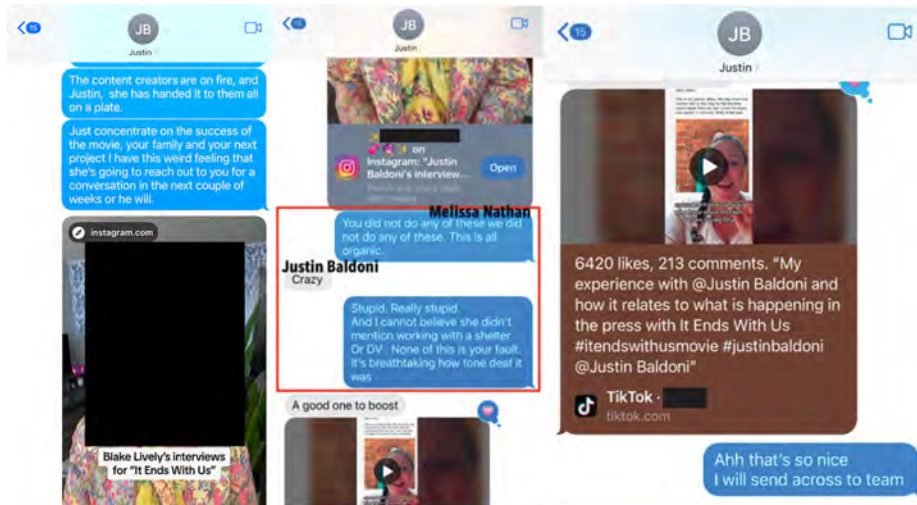 15
JB
Justin
The content creators are on fire, and
Justin, she has handed it to them all
on a plate.
Just concentrate on the success of
the movie, your family and your next
project I have this weird feeling that
she's going to reach out to you for a
conversation in the next couple of
weeks or he will.
instagram.com
Blake Lively's interviews
for "It Ends With Us"
JB
Justin
on
Instagram: "Justin
Baldoni's interview...
Open
Melissa Nathan
You did not do any of these we did
not do any of these. This is all
organic.
Justin Baldoni
Crazy
Stupid. Really stupid.
And I cannot believe she didn't
mention working with a shelter
Or DV . None of this is your fault.
It's breathtaking how tone deaf it
was
A good one to boost
15
JB
Justin
6420 likes, 213 comments. "My
experience with @Justin Baldoni and
how it relates to what is happening in
the press with It Ends With Us
#itendswithusmovie #justinbaldoni
@Justin Baldoni"
TikTok ·
tiktok.com
Ahh that's so nice
I will send across to team